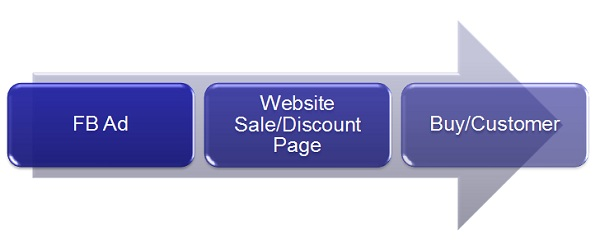 FB Ad
Website
Sale/Discount
Page
Buy/Customer